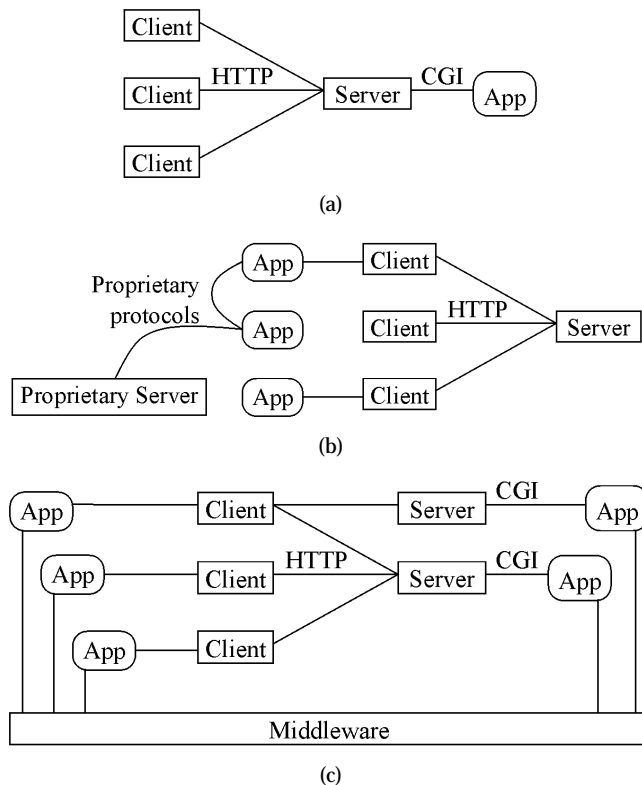 Client
HTTP
CGI
Client
Server
App
Client
(a)
App
Client
Proprietary
protocols
HTTP
App
Client
Server
Proprietary Server
App
Client
(b)
CGI
App
Client
Server
App
HTTP
CGI
App
Client
Server
App
App
Client
Middleware
(c)